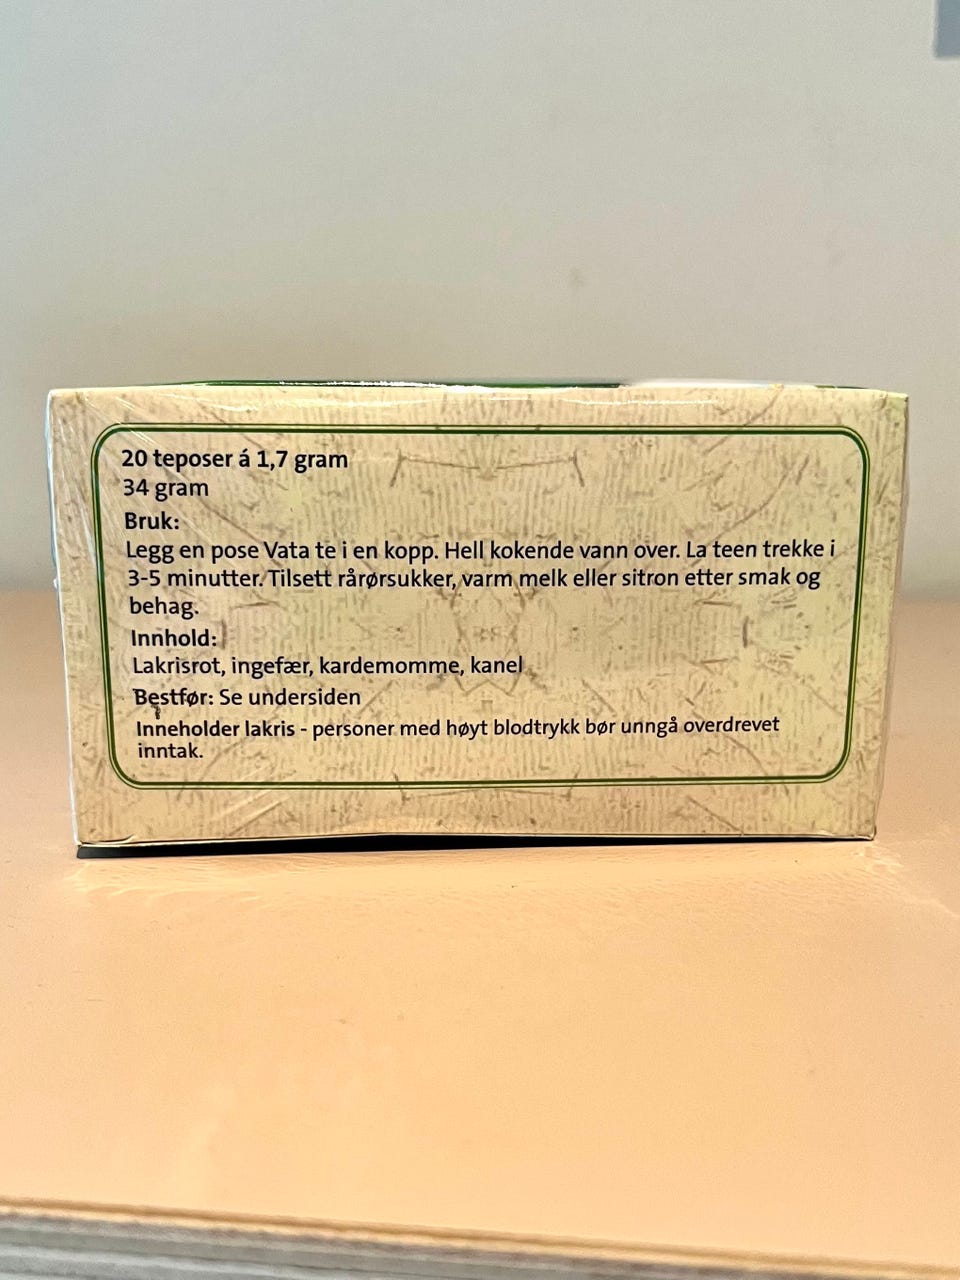 20 teposer á 1,7 gram
34 gram
Bruk:
Legg en pose Vata te i en kopp. Hell kokende vann over. La teen trekke i
3-5 minutter. Tilsett rårørsukker, varm melk eller sitron etter smak og
behag.
Innhold:
Lakrisrot, ingefær, kardemomme, kanel
Bestfør: Se undersiden
Inneholder lakris - personer med høyt blodtrykk bør unngå overdrevet
inntak.